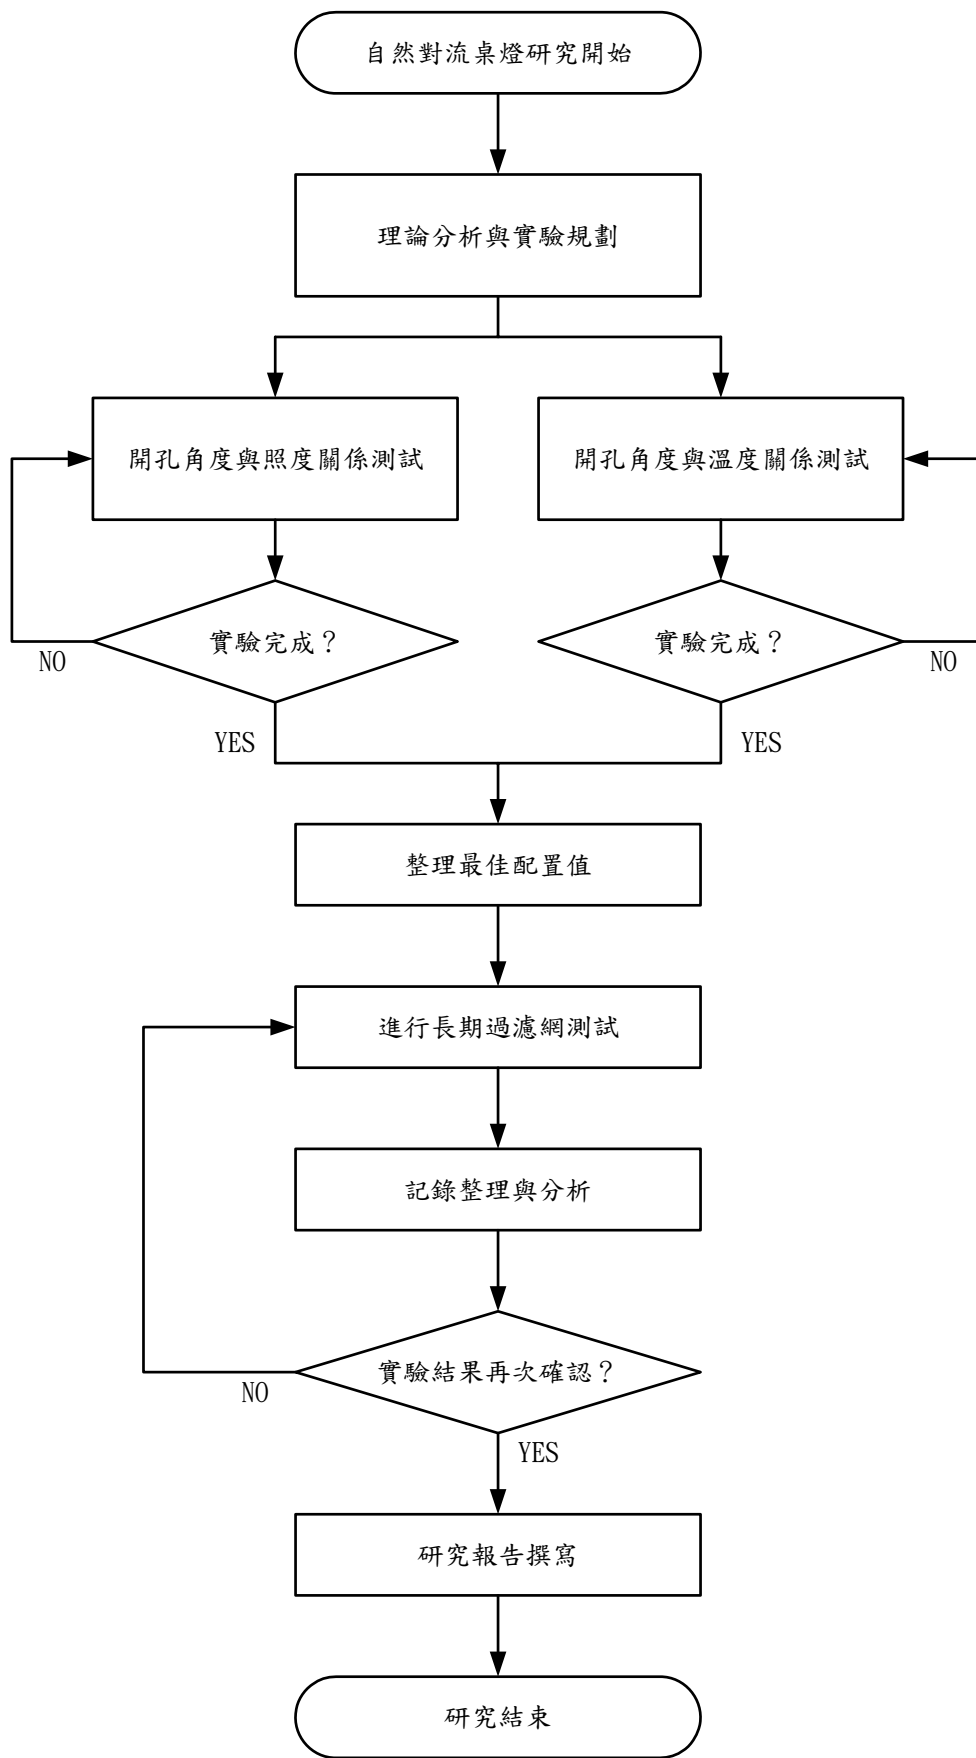 自然對流桌燈研究開始
理論分析與實驗規劃
開孔角度與照度關係測試
開孔角度與溫度關係測試
實驗完成？
實驗完成？
NO
NO
YES
YES
整理最佳配置值
進行長期過濾網測試
記錄整理與分析
實驗結果再次確認？
NO
YES
研究報告撰寫
研究結束